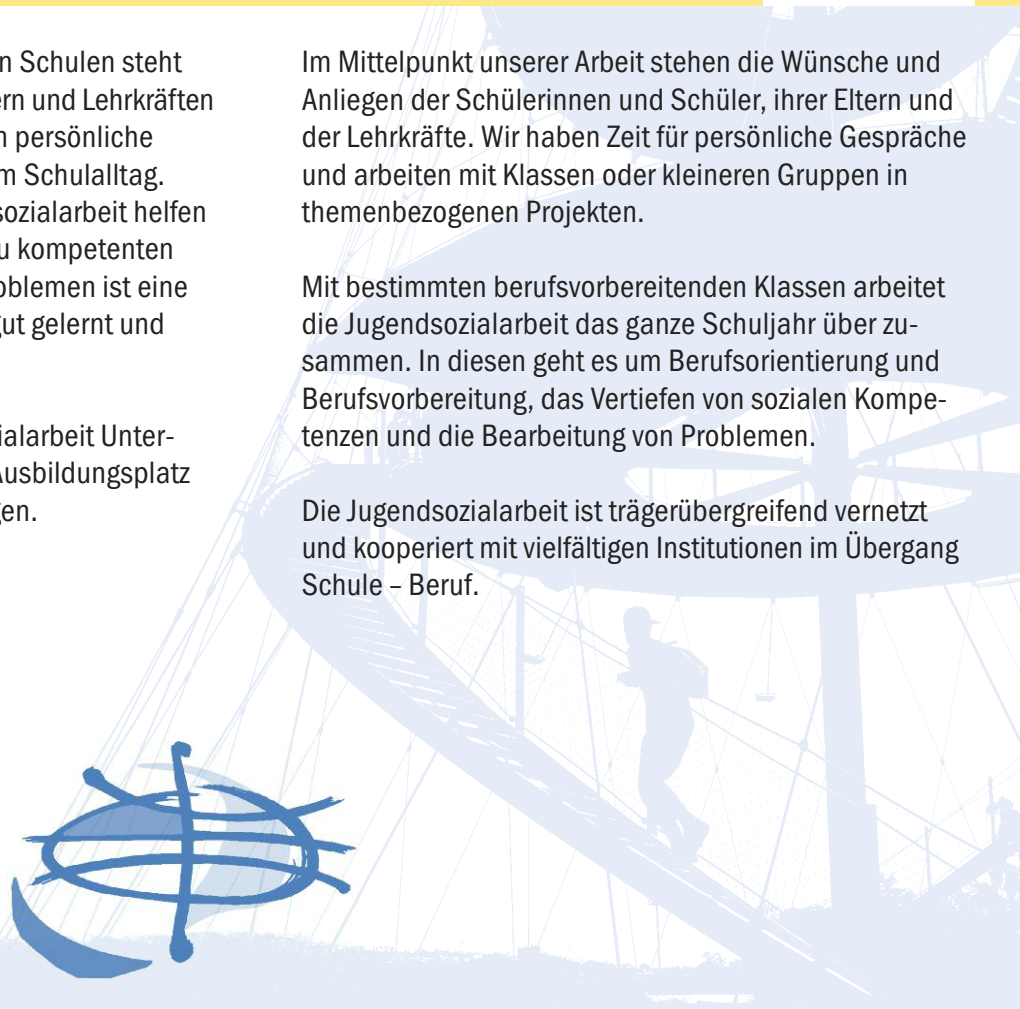 n Schulen steht
ern und Lehrkräften
persönliche
m Schulalltag.
sozialarbeit helfen
u kompetenten
oblemen ist eine
gut gelernt und
ialarbeit Unter-
Ausbildungsplatz
gen.
Im Mittelpunkt unserer Arbeit stehen die Wünsche und
Anliegen der Schülerinnen und Schüler, ihrer Eltern und
der Lehrkräfte. Wir haben Zeit für persönliche Gespräche
und arbeiten mit Klassen oder kleineren Gruppen in
themenbezogenen Projekten.
Mit bestimmten berufsvorbereitenden Klassen arbeitet
die Jugendsozialarbeit das ganze Schuljahr über zu-
sammen. In diesen geht es um Berufsorientierung und
Berufsvorbereitung, das Vertiefen von sozialen Kompe-
tenzen und die Bearbeitung von Problemen.
Die Jugendsozialarbeit ist trägerübergreifend vernetzt
und kooperiert mit vielfältigen Institutionen im Übergang
Schule – Beruf.